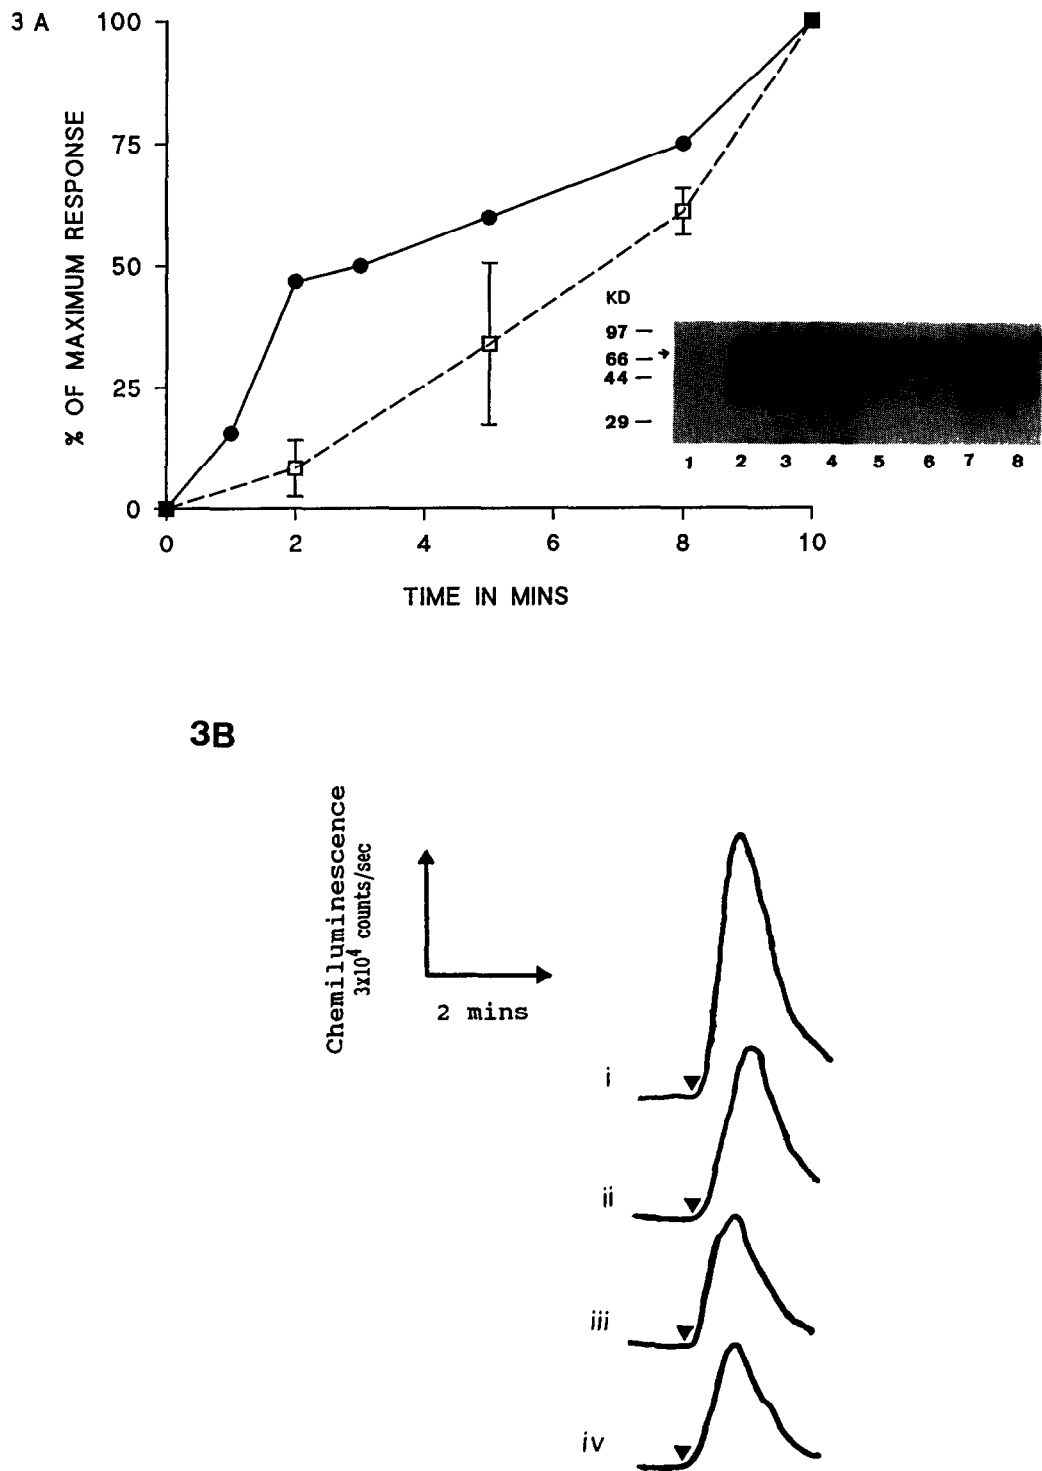 3 A
100
75
50
25
0
% OF MAXIMUM RESPONSE
0 2 4 6 8 10
TIME IN MINS
KD
97
66
44
29
1 2 3 4 5 6 7 8
3B
Chemiluminescence
3x10⁴ counts/sec
2 mins
i
ii
iii
iv